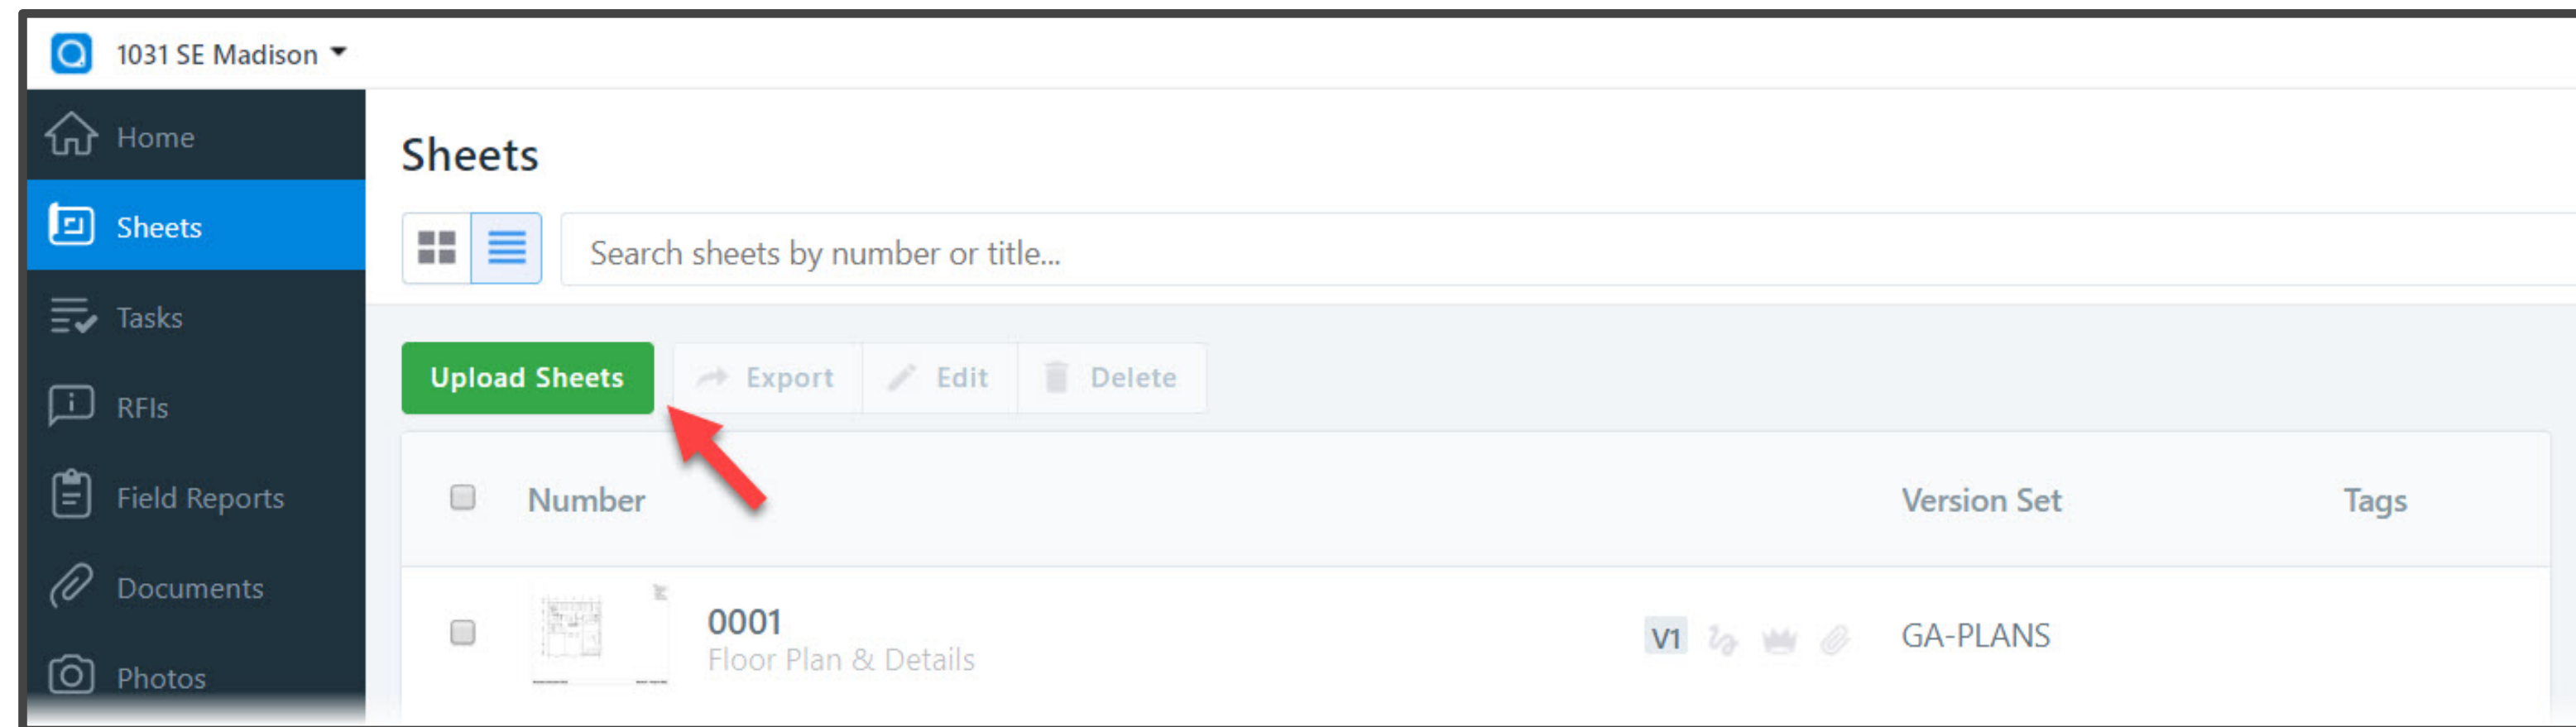 1031 SE Madison
Home
Sheets
Tasks
RFIs
Field Reports
Documents
Photos
Sheets
Search sheets by number or title...
Upload Sheets Export Edit Delete
Number Version Set Tags
0001 V1 GA-PLANS
Floor Plan & Details